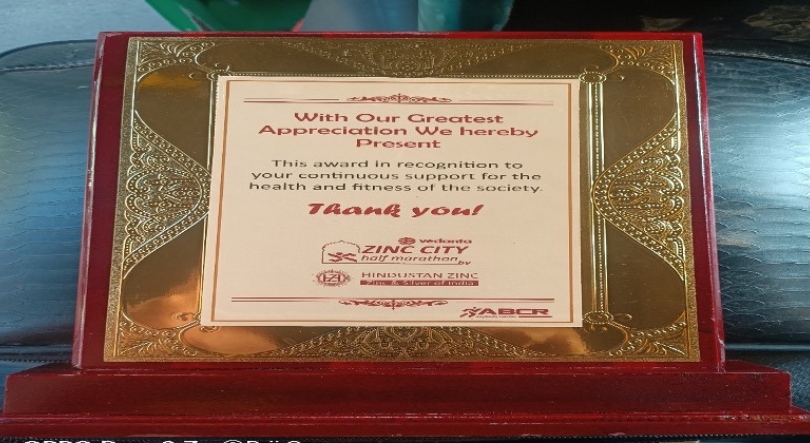 With Our Greatest
Appreciation We hereby
Present
This award in recognition to
your continuous support for the
health and fitness of the society.
Thank you!
vedanta
ZINC CITY
half marathon by
HINDUSTAN ZINC
Zinc & Silver of India
ABCR